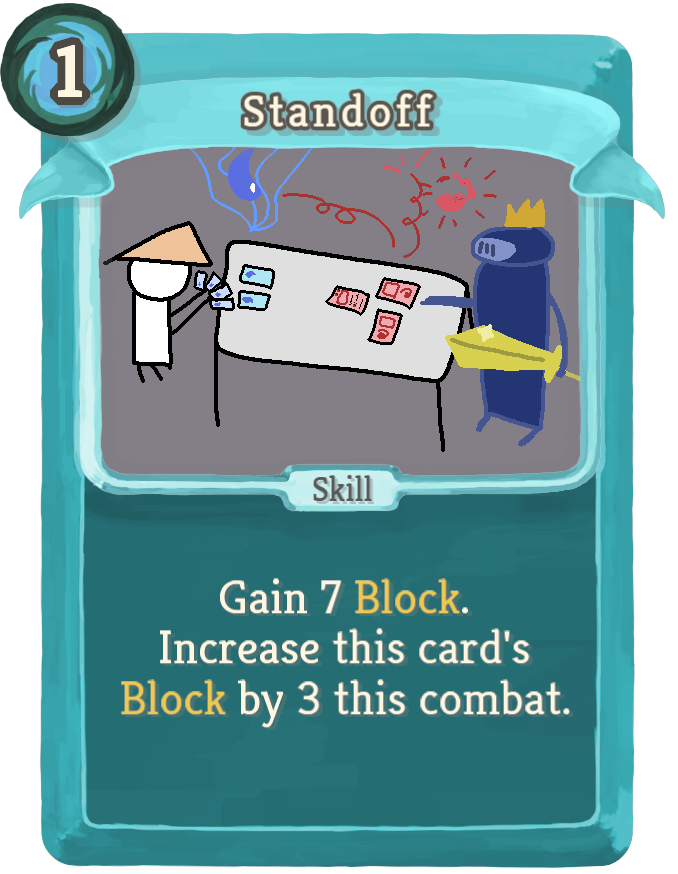 1
Standoff
Skill
Gain 7 Block.
Increase this card's
Block by 3 this combat.